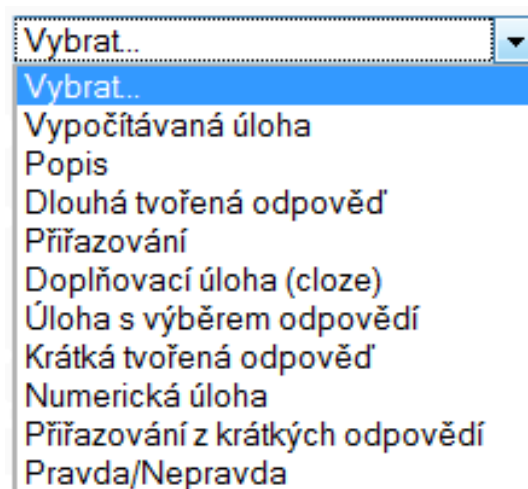 Vybrat...
Vybrat...
Vypočítávaná úloha
Popis
Dlouhá tvořená odpověď
Přiřazování
Doplňovací úloha (cloze)
Úloha s výběrem odpovědí
Krátká tvořená odpověď
Numerická úloha
Přiřazování z krátkých odpovědí
Pravda/Nepravda